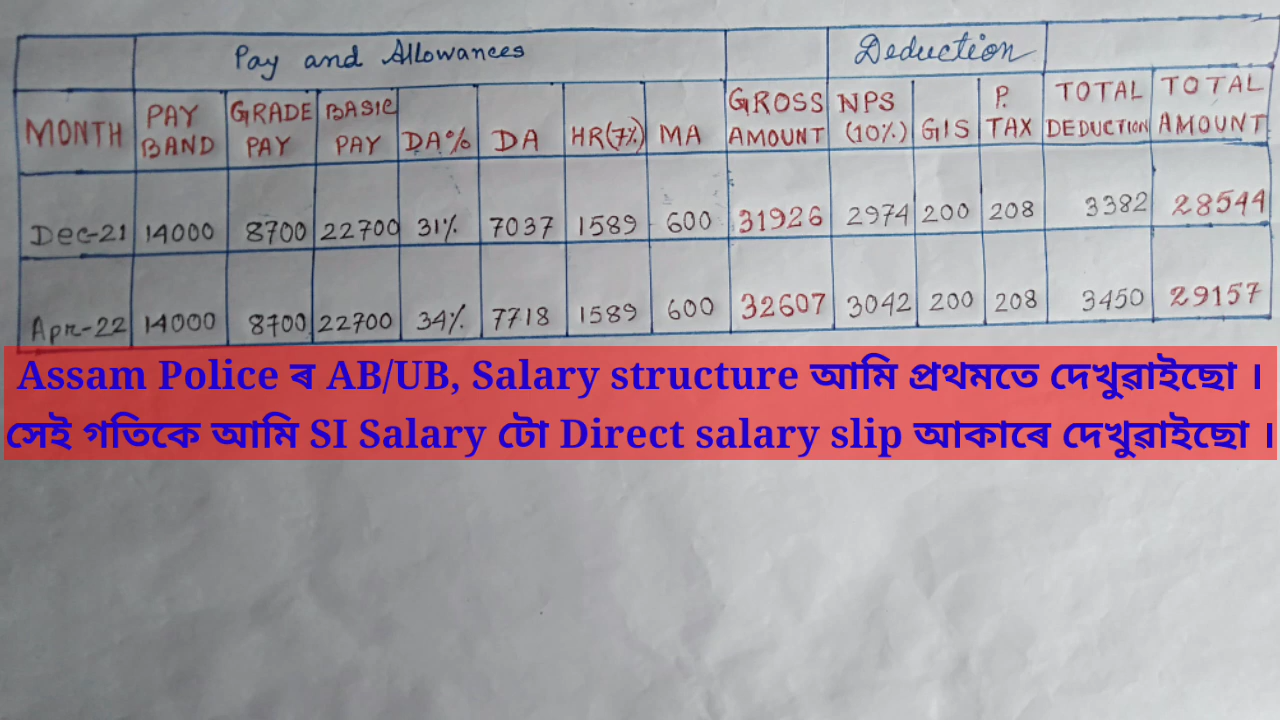 Pay and Allowances Deduction
MONTH PAY BAND GRADE PAY BASIC PAY DA% DA HR(7%) MA GROSS AMOUNT NPS (10%) GIS P. TAX TOTAL DEDUCTION TOTAL AMOUNT
Dec-21 14000 8700 22700 31% 7037 1589 600 31926 2974 200 208 3382 28544
Apr-22 14000 8700 22700 34% 7718 1589 600 32607 3042 200 208 3450 29157
Assam Police ৰ AB/UB, Salary structure আমি প্ৰথমতে দেখুৱাইছো ।
সেই গতিকে আমি SI Salary টো Direct salary slip আকাৰে দেখুৱাইছো ।